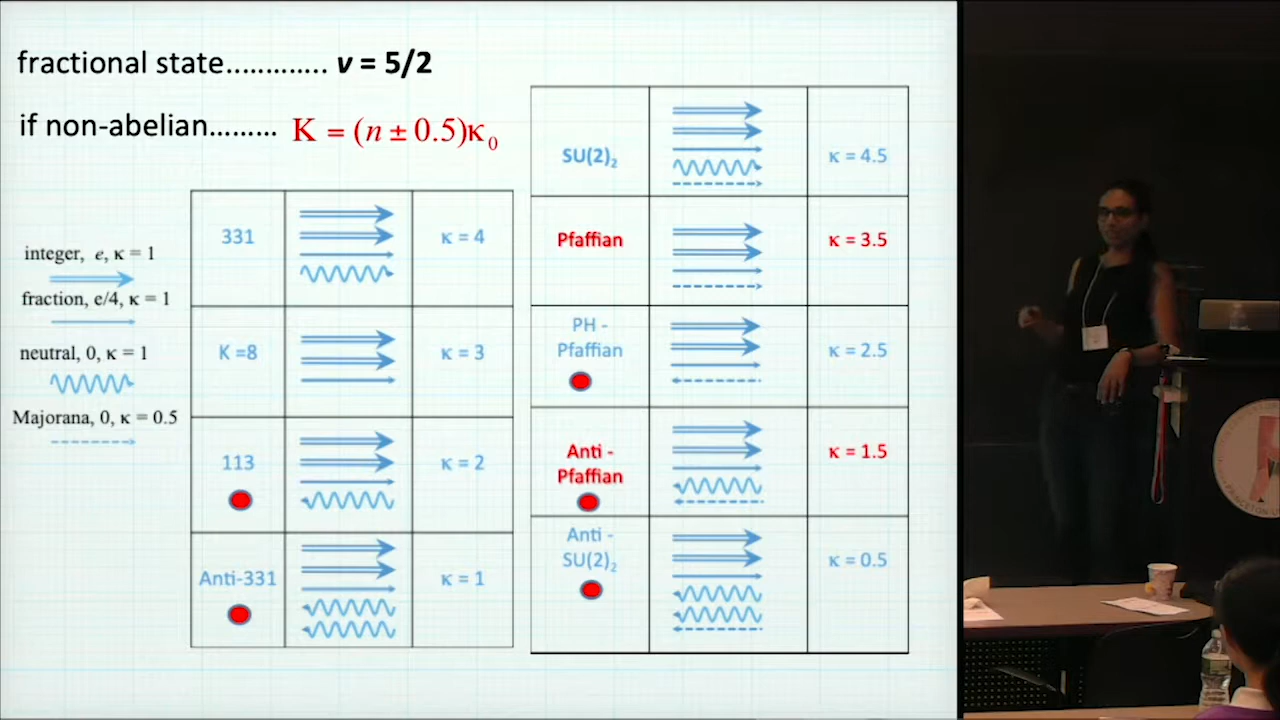 fractional state............. ν = 5/2
if non-abelian......... K = (n ± 0.5)κ₀
integer, e, κ = 1
fraction, e/4, κ = 1
neutral, 0, κ = 1
Majorana, 0, κ = 0.5
331 κ = 4
K =8 κ = 3
113 κ = 2
Anti-331 κ = 1
SU(2)₂ κ = 4.5
Pfaffian κ = 3.5
PH -
Pfaffian κ = 2.5
Anti -
Pfaffian κ = 1.5
Anti -
SU(2)₂ κ = 0.5